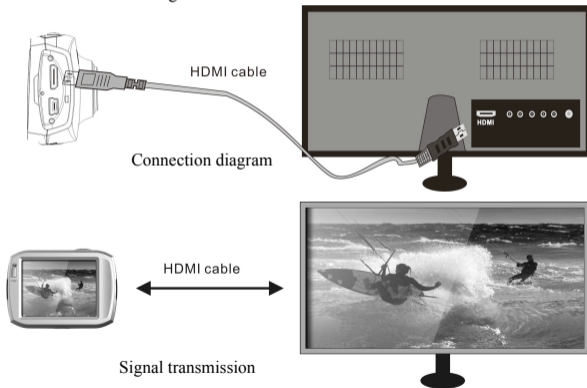 HDMI cable
HDMI
Connection diagram
HDMI cable
Signal transmission